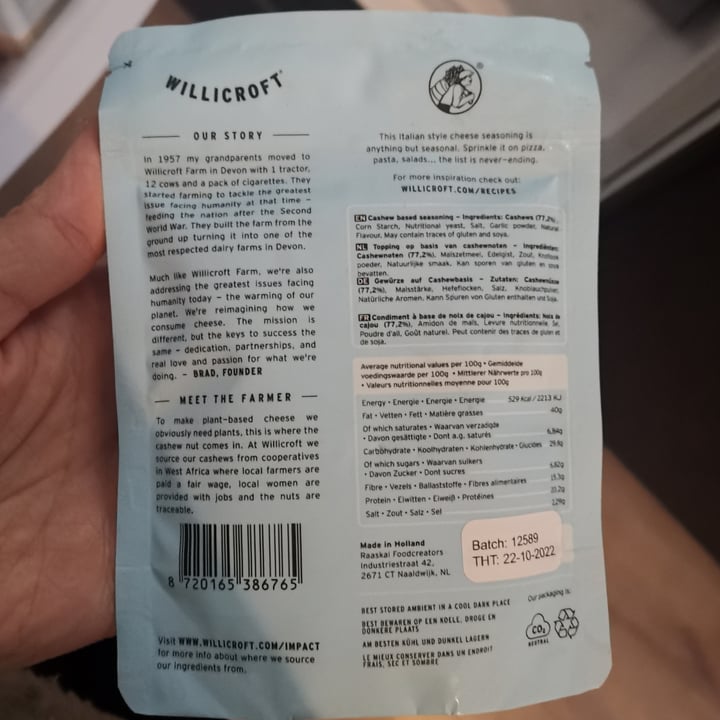 WILLICROFT
OUR STORY
In 1957 my grandparents moved to
Willicroft Farm in Devon with 1 tractor,
12 cows and a pack of cigarettes. They
started farming to tackle the greatest
issue facing humanity at that time –
feeding the nation after the Second
World War. They built the farm from the
ground up turning it into one of the
most respected dairy farms in Devon.
Much like Willicroft Farm, we're also
addressing the greatest issues facing
humanity today – the warming of our
planet. We're reimagining how we
consume cheese. The mission is
different, but the keys to success the
same – dedication, partnerships, and
real love and passion for what we're
doing. – BRAD, FOUNDER
MEET THE FARMER
To make plant-based cheese we
obviously need plants, this is where the
cashew nut comes in. At Willicroft we
source our cashews from cooperatives
in West Africa where local farmers are
paid a fair wage, local women are
provided with jobs and the nuts are
traceable.
8 720165 386765
Visit WWW.WILLICROFT.COM/IMPACT
for more info about where we source
our ingredients from.
®
This Italian style cheese seasoning is
anything but seasonal. Sprinkle it on pizza,
pasta, salads... the list is never-ending.
For more inspiration check out:
WILLICROFT.COM/RECIPES
EN Cashew based seasoning – Ingredients: Cashews (77,2%),
Corn Starch, Nutritional yeast, Salt, Garlic powder, Natural
Flavour. May contain traces of gluten and soya.
NL Topping op basis van cashewnoten – Ingrediënten:
Cashewnoten (77,2%), Maiszetmeel, Edelgist, Zout, Knoflook
poeder, Natuurlijke smaak, Kan sporen van gluten en soya
bevatten.
DE Gewürze auf Cashewbasis – Zutaten: Cashewnüsse
(77,2%), Maisstärke, Hefeflocken, Salz, Knoblauchpulver,
Natürliche Aromen. Kann Spuren von Gluten enthalten und Soja.
FR Condiment à base de noix de cajou – Ingrédients: Noix de
cajou (77,2%), Amidon de maïs, Levure nutritionnelle, Sel,
Poudre d'ail, Goût naturel. Peut contenir des traces de gluten et
de soja.
Average nutritional values per 100g • Gemiddelde
voedingswaarde per 100g • Mittlerer Nährwerte pro 100g
• Valeurs nutritionnelles moyenne pour 100g
Energy • Energie • Energie • Energie 529 Kcal / 2213 KJ
Fat • Vetten • Fett • Matière grasses 40g
Of which saturates • Waarvan verzadigde
• Davon gesättigte • Dont a.g. saturés 6,84g
Carbohydrate • Koolhydraten • Kohlenhydrate • Glucides 29,8g
Of which sugars • Waarvan suikers
• Davon Zucker • Dont sucres 6,82g
Fibre • Vezels • Ballaststoffe • Fibres alimentaires 15,3g
Protein • Eiwitten • Eiweiß • Protéines 20,2g
Salt • Zout • Salz • Sel 1,29g
Made in Holland
Raaskal Foodcreators
Industriestraat 42,
2671 CT Naaldwijk, NL
Batch: 12589
THT: 22-10-2022
BEST STORED AMBIENT IN A COOL DARK PLACE
BEST BEWAREN OP EEN KOELE, DROGE EN
DONKERE PLAATS
AM BESTEN KÜHL UND DUNKEL LAGERN
LE MIEUX CONSERVER DANS UN ENDROIT
FRAIS, SEC ET SOMBRE
Our packaging is:
CO₂
NEUTRAL